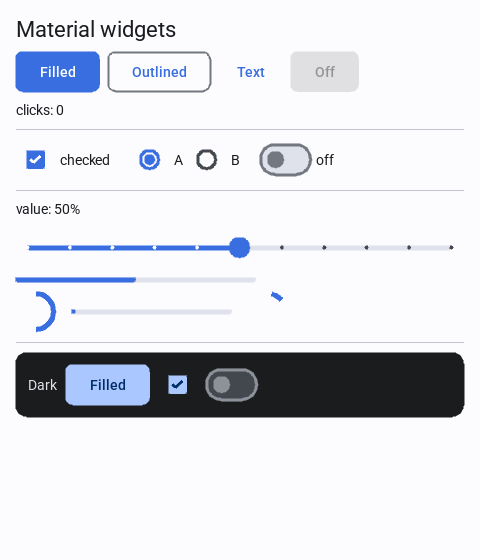 Material widgets
Filled Outlined Text Off
clicks: 0
checked A B off
value: 50%
Dark Filled